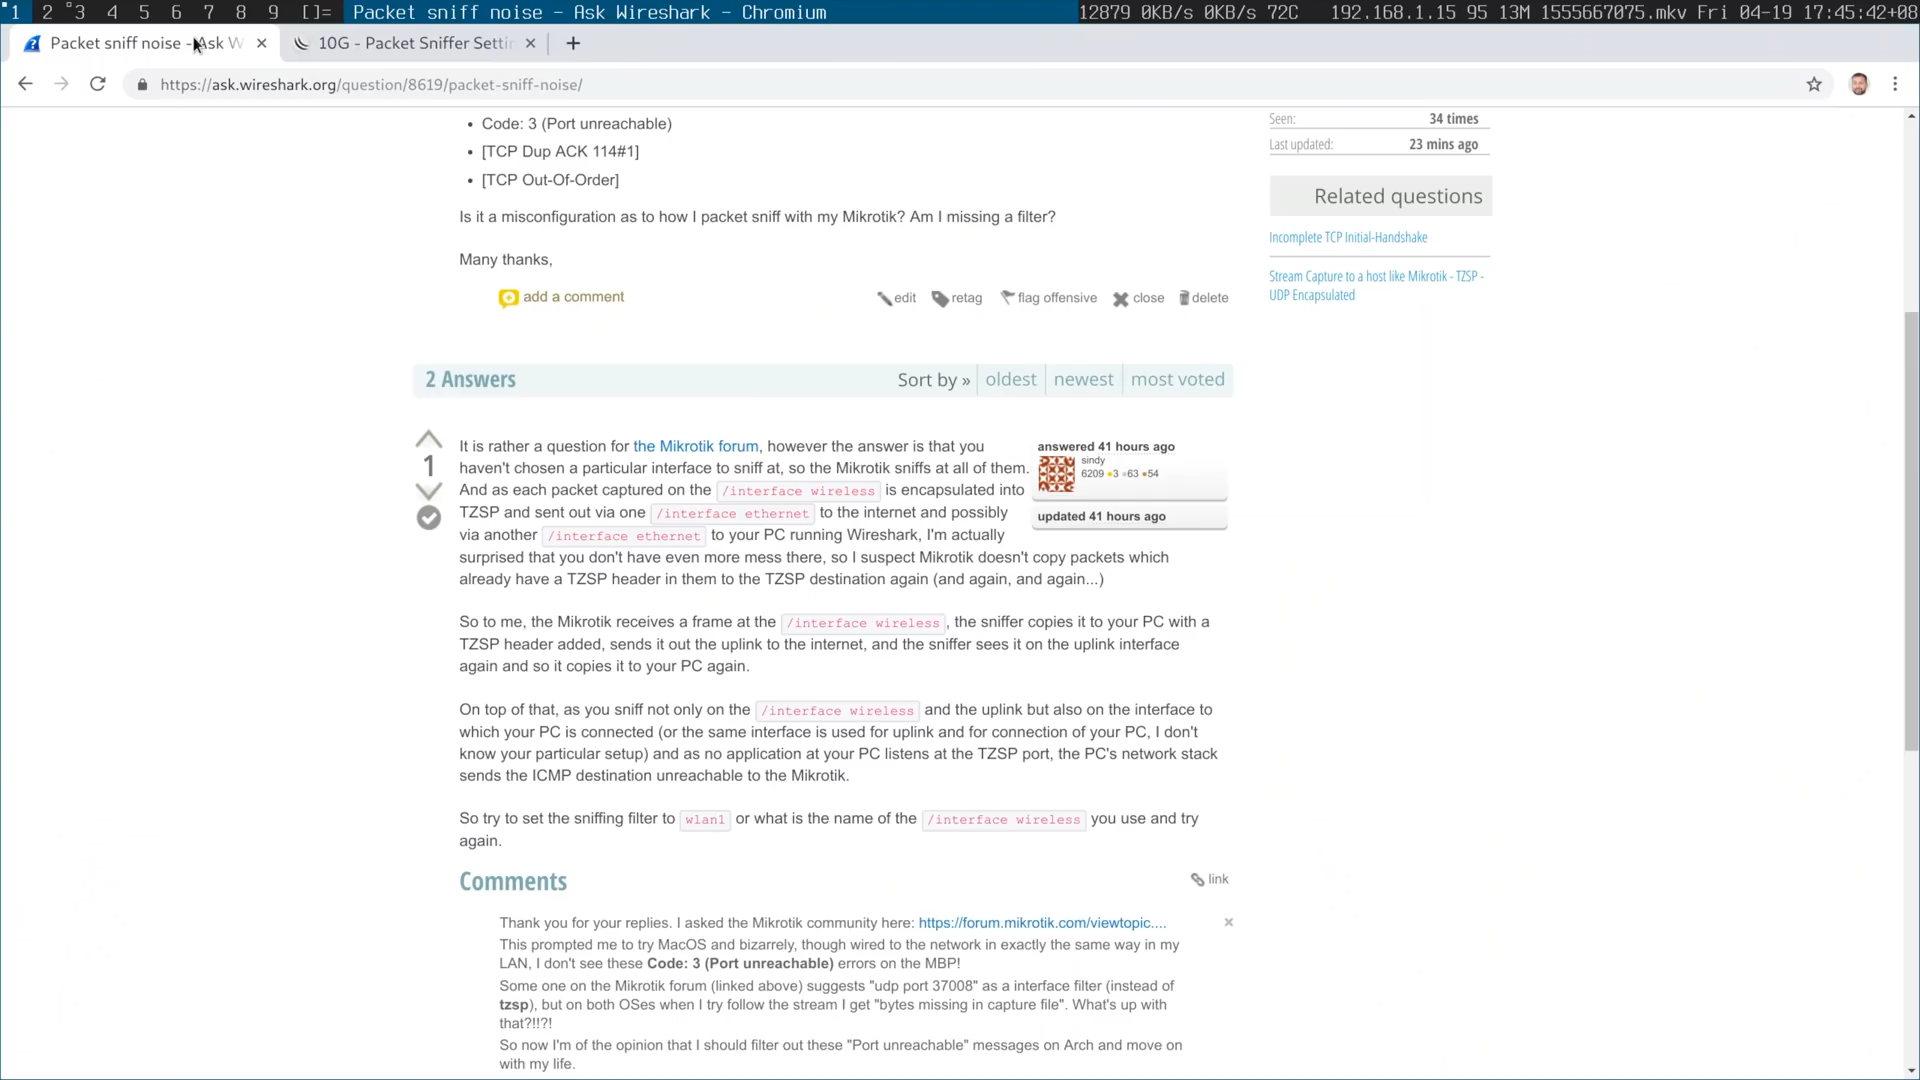 1 2 3 4 5 6 7 8 9 []= Packet sniff noise - Ask Wireshark - Chromium 12879 0KB/s 0KB/s 72C 192.168.1.15 95 13M 1555667075.mkv Fri 04-19 17:45:42+08
Packet sniff noise - Ask W 10G - Packet Sniffer Settin
https://ask.wireshark.org/question/8619/packet-sniff-noise/
• Code: 3 (Port unreachable)
• [TCP Dup ACK 114#1]
• [TCP Out-Of-Order]
Is it a misconfiguration as to how I packet sniff with my Mikrotik? Am I missing a filter?
Many thanks,
add a comment edit retag flag offensive close delete
Seen: 34 times
Last updated: 23 mins ago
Related questions
Incomplete TCP Initial-Handshake
Stream Capture to a host like Mikrotik - TZSP -
UDP Encapsulated
2 Answers Sort by » oldest newest most voted
1
It is rather a question for the Mikrotik forum, however the answer is that you
haven't chosen a particular interface to sniff at, so the Mikrotik sniffs at all of them.
And as each packet captured on the /interface wireless is encapsulated into
TZSP and sent out via one /interface ethernet to the internet and possibly
via another /interface ethernet to your PC running Wireshark, I'm actually
surprised that you don't have even more mess there, so I suspect Mikrotik doesn't copy packets which
already have a TZSP header in them to the TZSP destination again (and again, and again...)
answered 41 hours ago
sindy
6209 ●3 ●63 ●54
updated 41 hours ago
So to me, the Mikrotik receives a frame at the /interface wireless, the sniffer copies it to your PC with a
TZSP header added, sends it out the uplink to the internet, and the sniffer sees it on the uplink interface
again and so it copies it to your PC again.
On top of that, as you sniff not only on the /interface wireless and the uplink but also on the interface to
which your PC is connected (or the same interface is used for uplink and for connection of your PC, I don't
know your particular setup) and as no application at your PC listens at the TZSP port, the PC's network stack
sends the ICMP destination unreachable to the Mikrotik.
So try to set the sniffing filter to wlan1 or what is the name of the /interface wireless you use and try
again.
Comments link
Thank you for your replies. I asked the Mikrotik community here: https://forum.mikrotik.com/viewtopic....
This prompted me to try MacOS and bizarrely, though wired to the network in exactly the same way in my
LAN, I don't see these Code: 3 (Port unreachable) errors on the MBP!
Some one on the Mikrotik forum (linked above) suggests "udp port 37008" as a interface filter (instead of
tzsp), but on both OSes when I try follow the stream I get "bytes missing in capture file". What's up with
that?!!?!
So now I'm of the opinion that I should filter out these "Port unreachable" messages on Arch and move on
with my life.